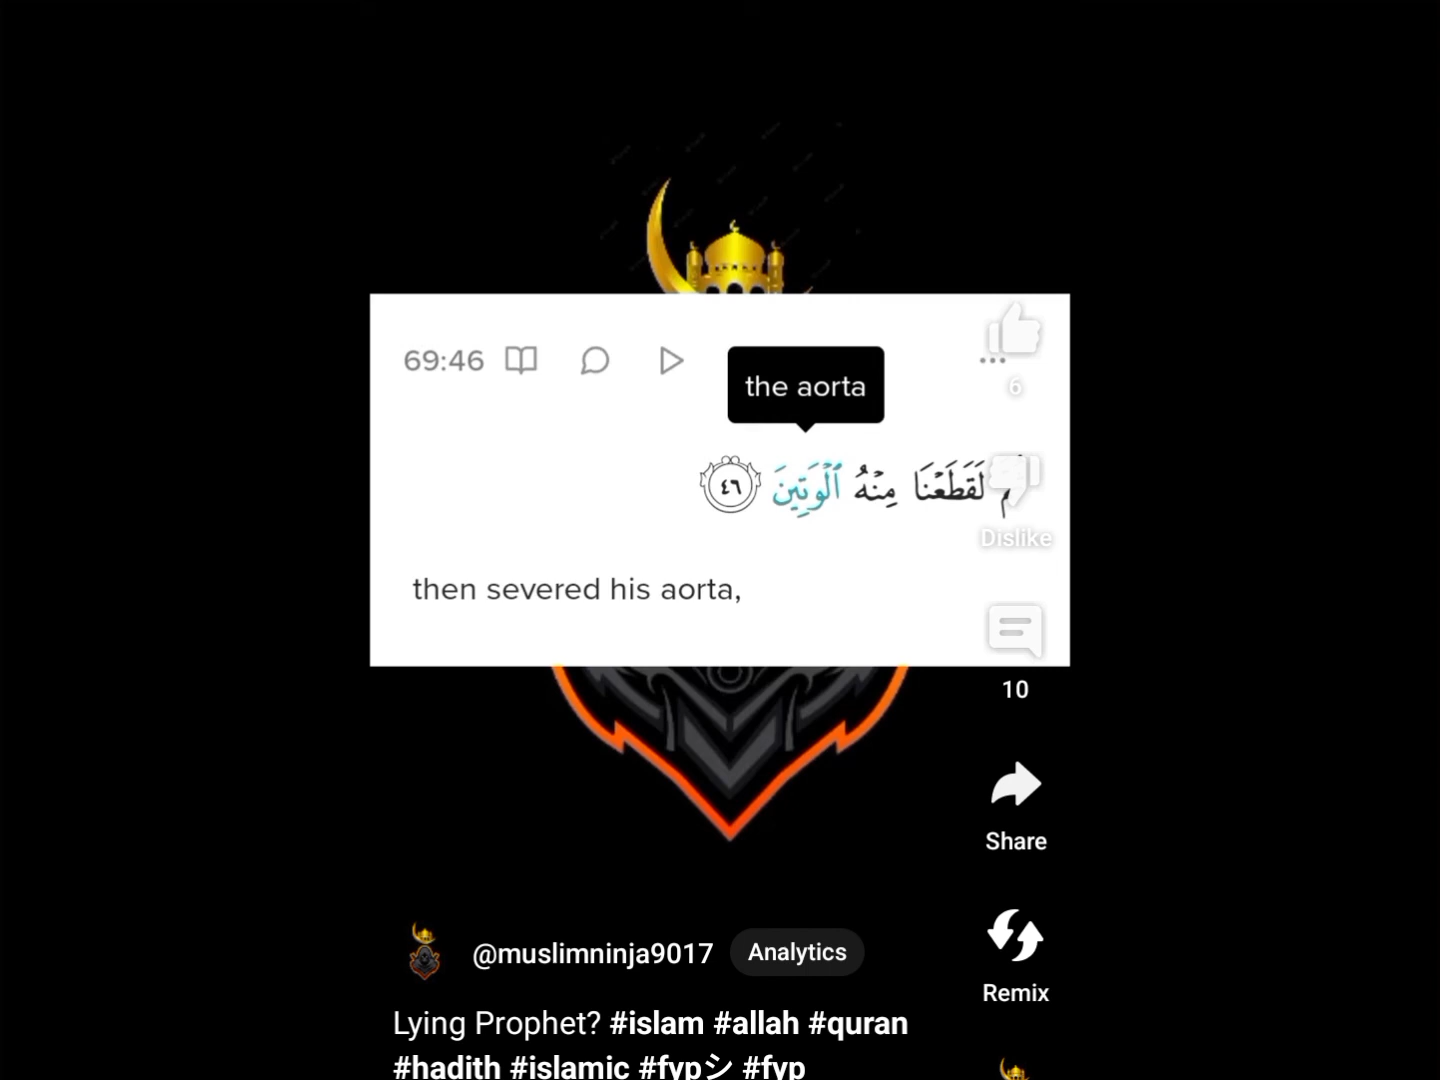 69:46
the aorta
6
لَقَطَعْنَا مِنْهُ ٱلْوَتِينَ ٤٦
Dislike
then severed his aorta,
10
Share
@muslimninja9017 Analytics
Remix
Lying Prophet? #islam #allah #quran
#hadith #islamic #fypシ #fyp